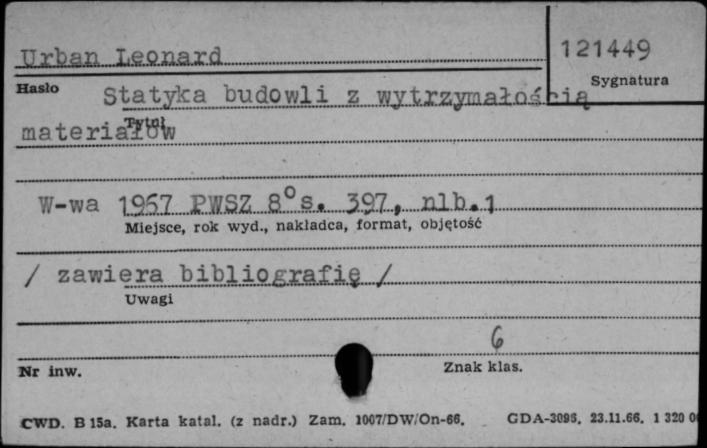 Urban Leonard
121449
Hasło
Sygnatura
Statyka budowli z wytrzymałością
Tytuł
materiałów
W-wa 1967 PWSZ 8° s. 397, nlb. 1
Miejsce, rok wyd., nakładca, format, objętość
/ zawiera bibliografię /
Uwagi
6
Nr inw.
Znak klas.
CWD. B 15a. Karta katal. (z nadr.) Zam. 1007/DW/On-66. GDA-3096. 23.11.66. 1 320